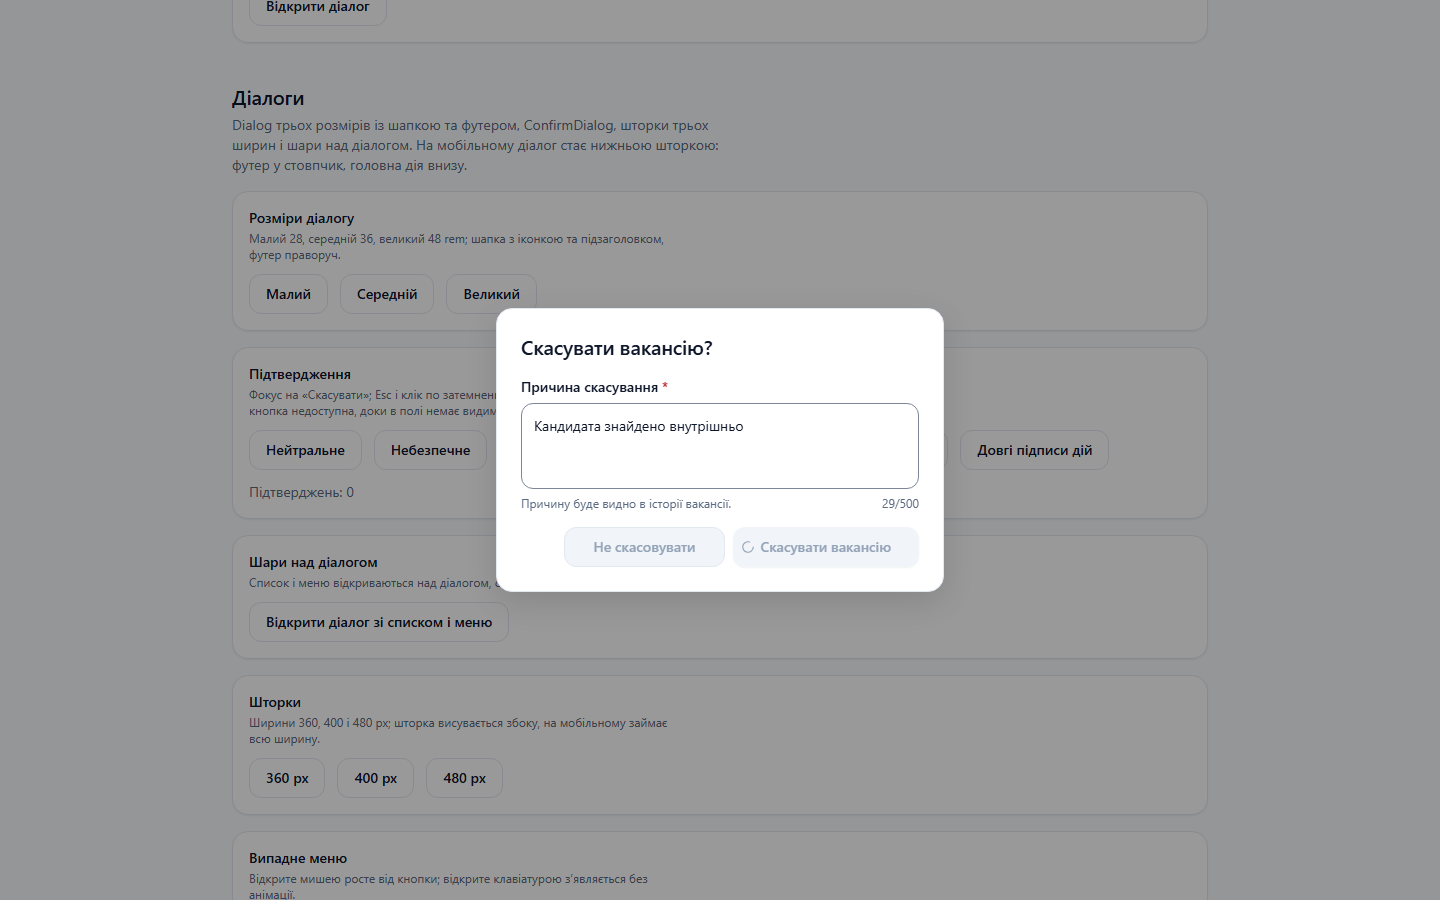 Відкрити діалог
Діалоги
Dialog трьох розмірів із шапкою та футером, ConfirmDialog, шторки трьох
ширин і шари над діалогом. На мобільному діалог стає нижньою шторкою:
футер у стовпчик, головна дія внизу.
Розміри діалогу
Малий 28, середній 36, великий 48 rem; шапка з іконкою та підзаголовком,
футер праворуч.
Малий
Середній
Великий
Підтвердження
Фокус на «Скасувати»; Esc і клік по
кнопка недоступна, доки в полі немає
Нейтральне
Небезпечне
Довгі підписи дій
Підтверджень: 0
Скасувати вакансію?
Причина скасування *
Кандидата знайдено внутрішньо
Причину буде видно в історії вакансії.
29/500
Не скасовувати
Скасувати вакансію
Шари над діалогом
Список і меню відкриваються над діалогом,
Відкрити діалог зі списком і меню
Шторки
Ширини 360, 400 і 480 px; шторка висувається збоку, на мобільному займає
всю ширину.
360 px
400 px
480 px
Випадне меню
Відкрите мишею росте від кнопки; відкрите клавіатурою з'являється без
анімації.